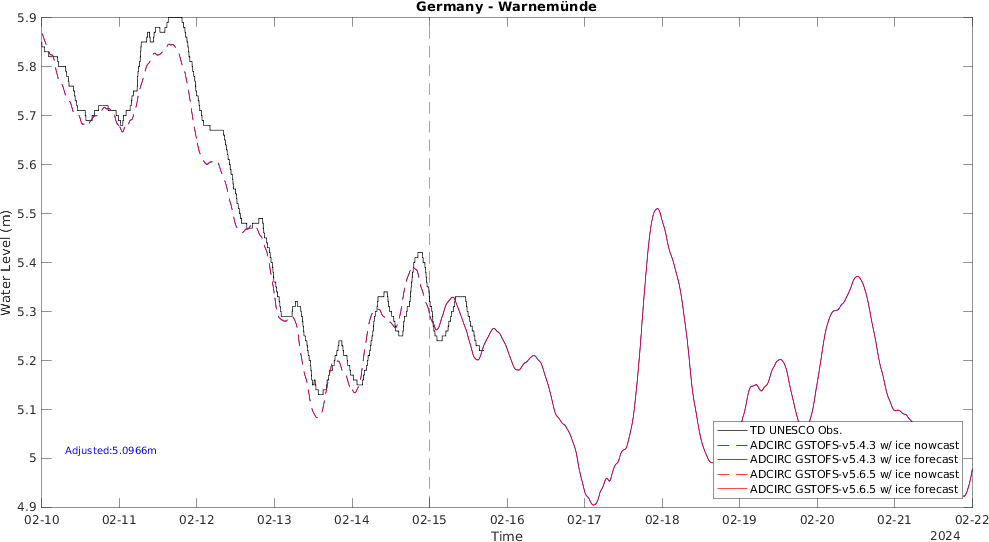 Germany - Warnemünde
5.9
5.8
5.7
5.6
5.5
5.4
5.3
5.2
5.1
5
4.9
Water Level (m)
Adjusted:5.0966m
TD UNESCO Obs.
ADCIRC GSTOFS-v5.4.3 w/ ice nowcast
ADCIRC GSTOFS-v5.4.3 w/ ice forecast
ADCIRC GSTOFS-v5.6.5 w/ ice nowcast
ADCIRC GSTOFS-v5.6.5 w/ ice forecast
02-10 02-11 02-12 02-13 02-14 02-15 02-16 02-17 02-18 02-19 02-20 02-21 02-22
Time
2024